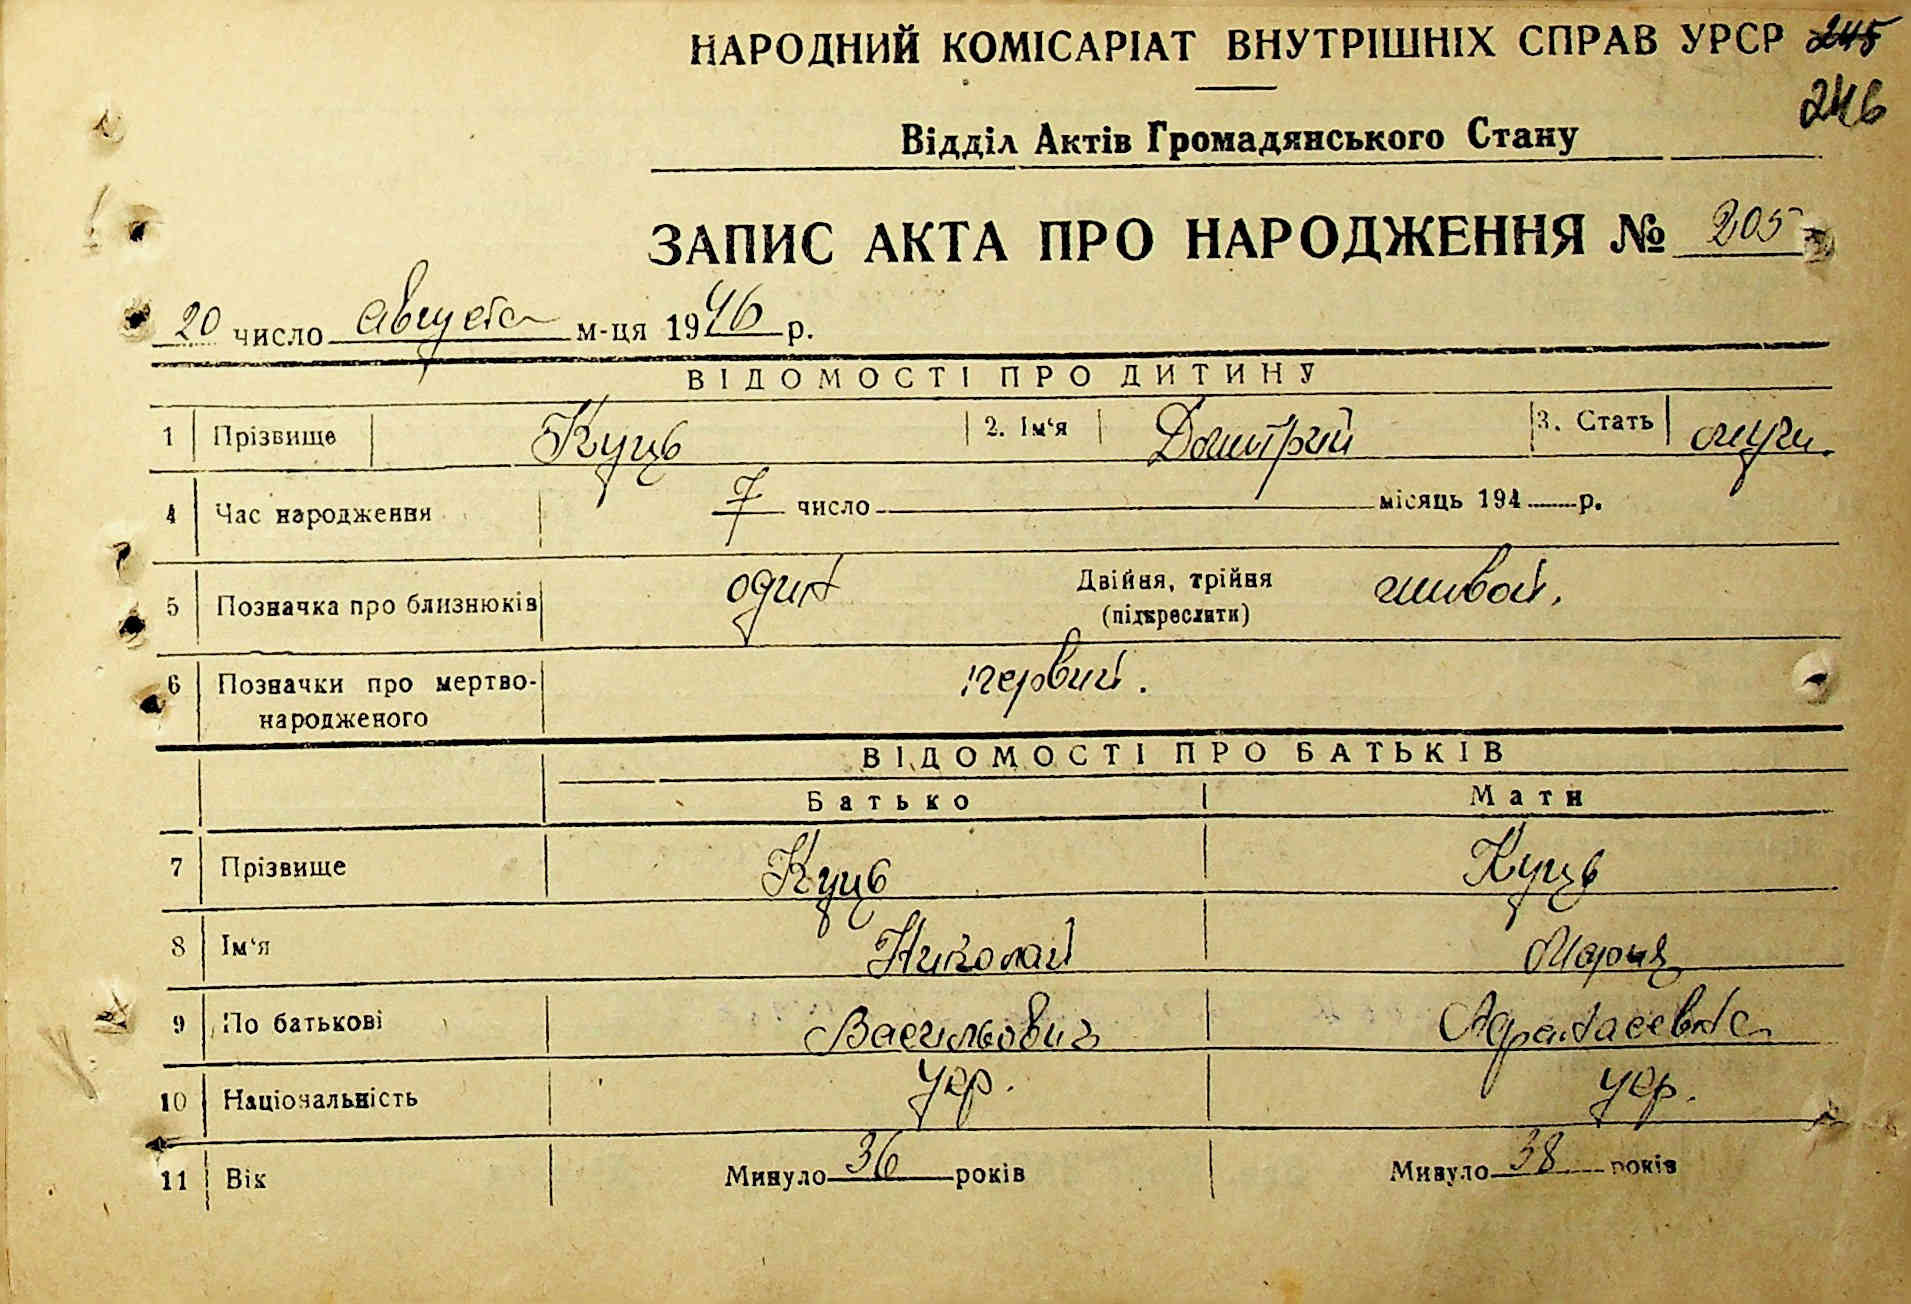 НАРОДНИЙ КОМІСАРІАТ ВНУТРІШНІХ СПРАВ УРСР 245
246
Відділ Актів Громадянського Стану
ЗАПИС АКТА ПРО НАРОДЖЕННЯ № 205
20 число августа м-ця 1946 р.
ВІДОМОСТІ ПРО ДИТИНУ
1 Прізвище Куць 2. Ім'я Дмитрий 3. Стать муж.
4 Час народження 7 число місяць 194 р.
5 Позначка про близнюків один Двійня, трійня живой.
(підкреслити)
6 Позначки про мертво- первий.
народженого
ВІДОМОСТІ ПРО БАТЬКІВ
Батько Мати
7 Прізвище Куць Куць
8 Ім'я Николай Мария
9 По батькові Васильович Афанасевна
10 Національність укр. укр.
11 Вік Минуло 36 років Минуло 38 років